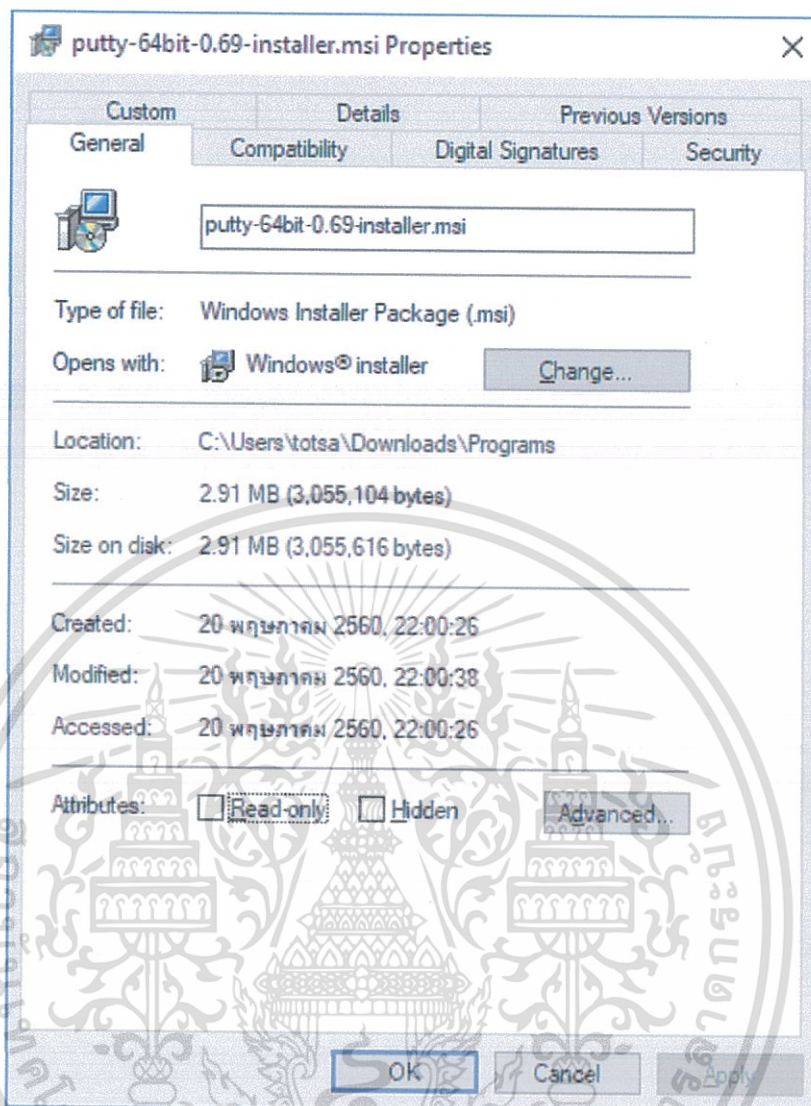 putty-64bit-0.69-installer.msi Properties
Custom Details Previous Versions
General Compatibility Digital Signatures Security
putty-64bit-0.69-installer.msi
Type of file: Windows Installer Package (.msi)
Opens with: Windows® installer Change...
Location: C:\Users\totsa\Downloads\Programs
Size: 2.91 MB (3,055,104 bytes)
Size on disk: 2.91 MB (3,055,616 bytes)
Created: 20 พฤษภาคม 2560, 22:00:26
Modified: 20 พฤษภาคม 2560, 22:00:38
Accessed: 20 พฤษภาคม 2560, 22:00:26
Attributes: Read-only Hidden Advanced...
OK Cancel Apply